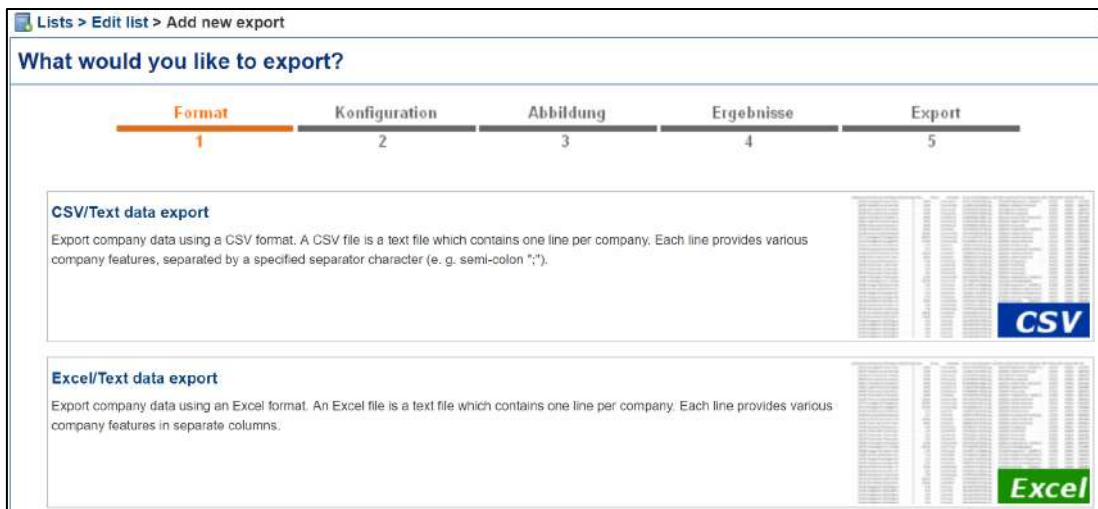 Lists > Edit list > Add new export
What would you like to export?
Format Konfiguration Abbildung Ergebnisse Export
1 2 3 4 5
CSV/Text data export
Export company data using a CSV format. A CSV file is a text file which contains one line per company. Each line provides various
company features, separated by a specified separator character (e. g. semi-colon ";").
CSV
Excel/Text data export
Export company data using an Excel format. An Excel file is a text file which contains one line per company. Each line provides various
company features in separate columns.
Excel